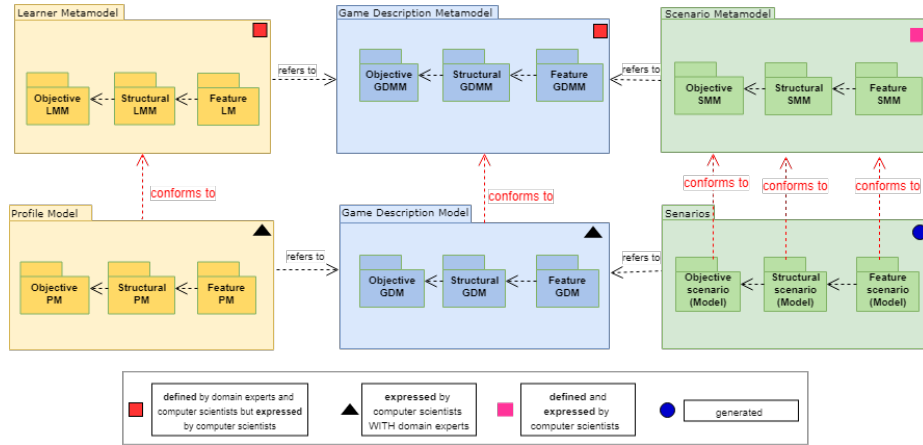 Learner Metamodel
Game Description Metamodel
Scenario Metamodel
refers to
refers to
Objective
LMM
Structural
LMM
Feature
LM
Objective
GDMM
Structural
GDMM
Feature
GDMM
Objective
SMM
Structural
SMM
Feature
SMM
conforms to
conforms to
conforms to
conforms to
conforms to
Profile Model
Game Description Model
Senarios
refers to
refers to
Objective
PM
Structural
PM
Feature
PM
Objective
GDM
Structural
GDM
Feature
GDM
Objective
scenario
(Model)
Structural
scenario
(Model)
Feature
scenario
(Model)
defined by domain experts and
computer scientists but expressed
by computer scientists
expressed by
computer scientists
WITH domain experts
defined and
expressed by
computer scientists
generated